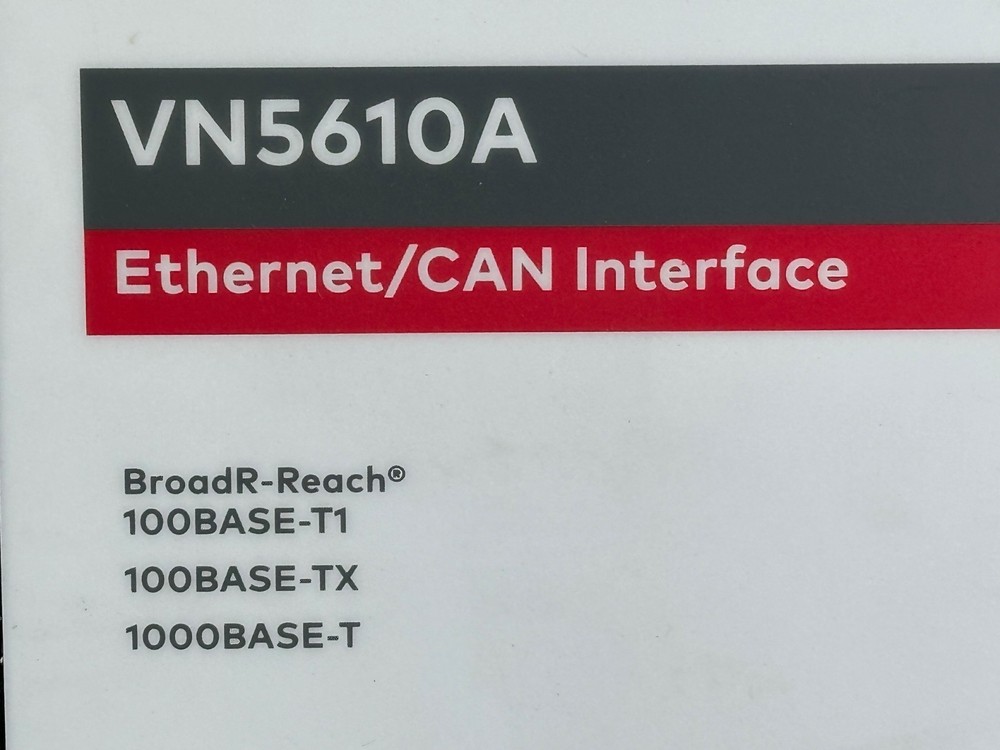 VN5610A
Ethernet/CAN Interface
BroadR-Reach®
100BASE-T1
100BASE-TX
1000BASE-T